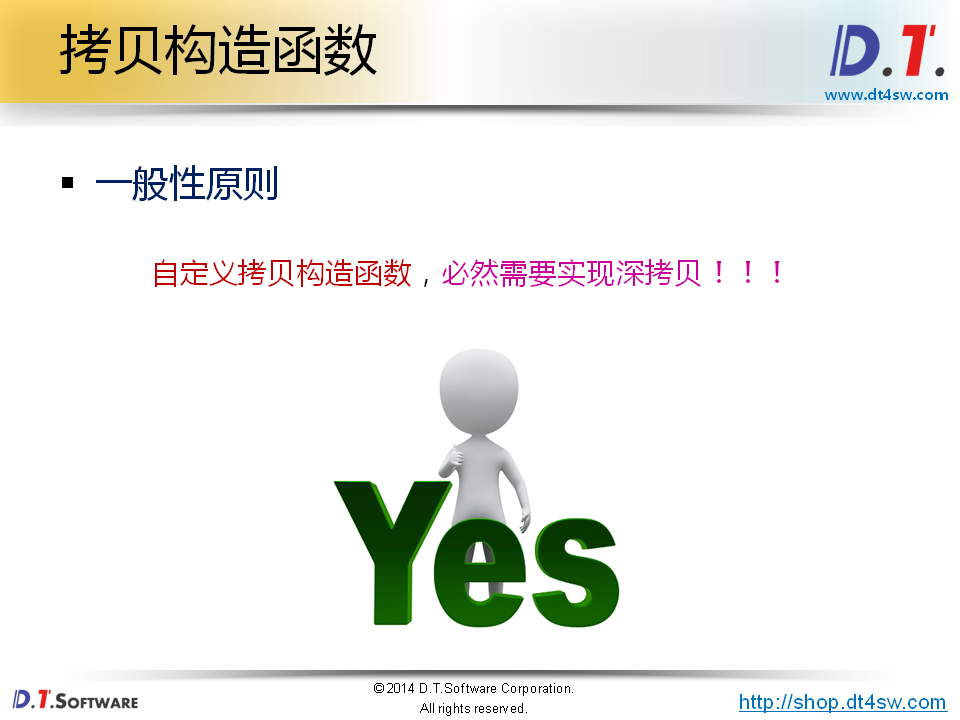 拷贝构造函数
D.T.
www.dt4sw.com
一般性原则
自定义拷贝构造函数，必然需要实现深拷贝！！！
Yes
D.T.SOFTWARE
©2014 D.T.Software Corporation.
All rights reserved.
http://shop.dt4sw.com